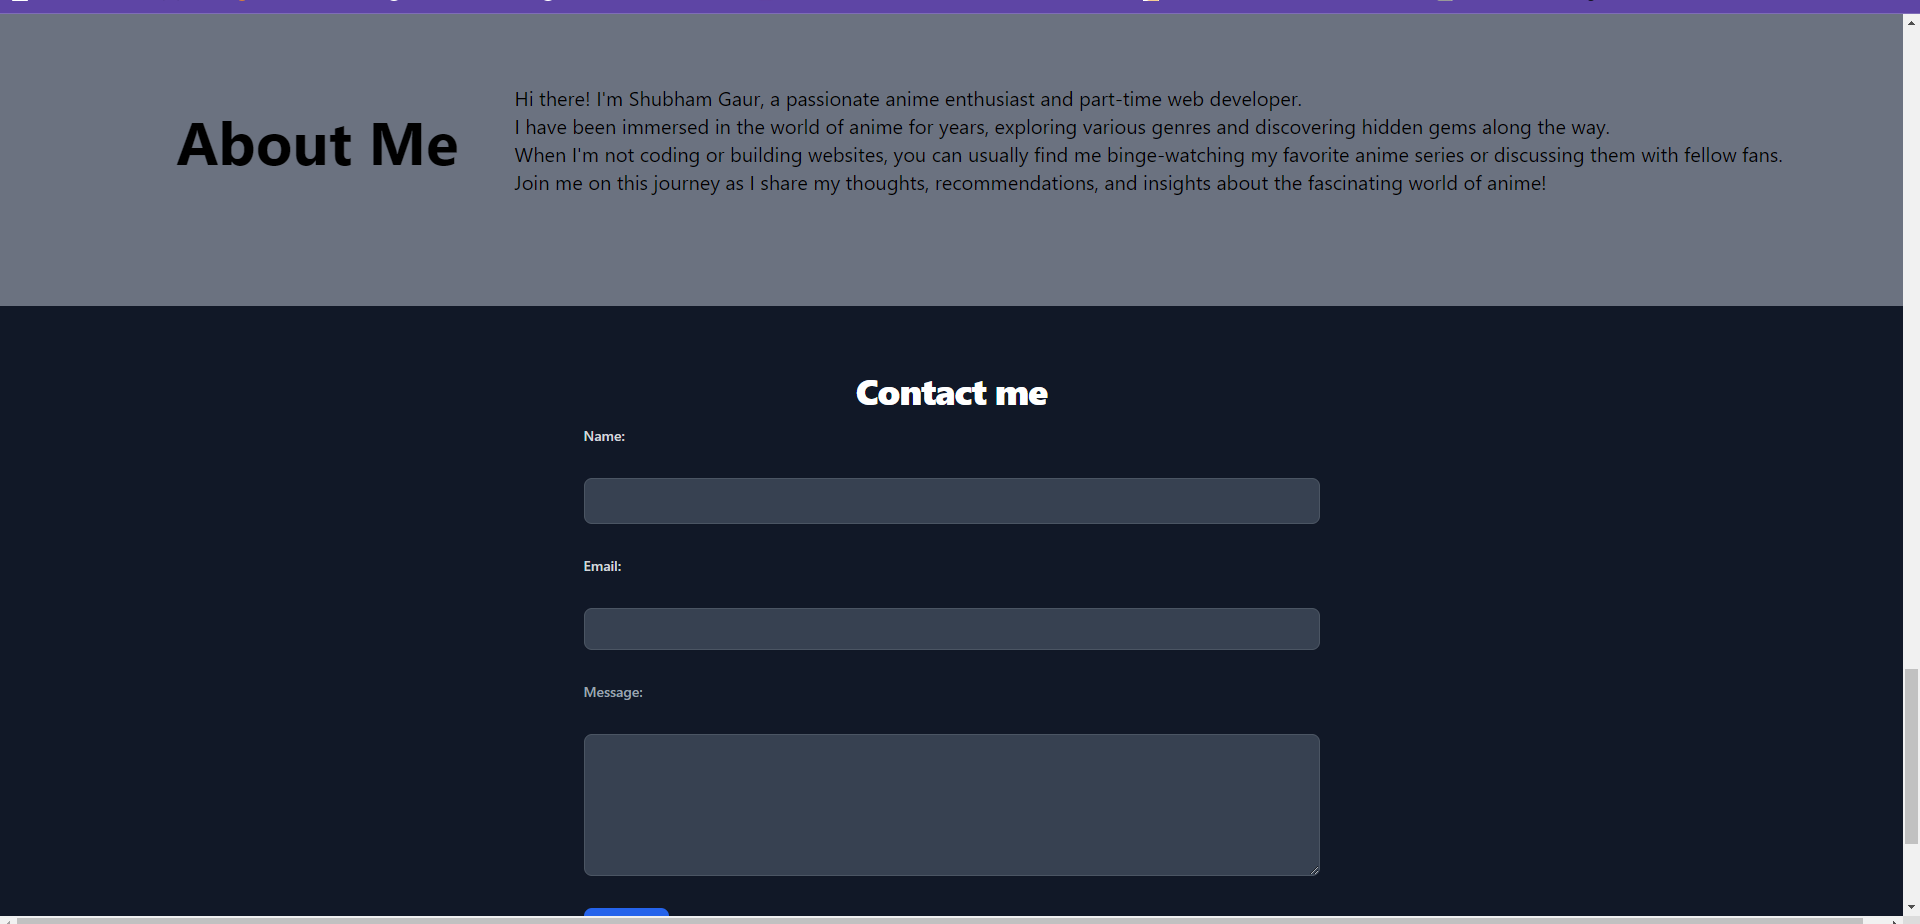 About Me
Hi there! I'm Shubham Gaur, a passionate anime enthusiast and part-time web developer.
I have been immersed in the world of anime for years, exploring various genres and discovering hidden gems along the way.
When I'm not coding or building websites, you can usually find me binge-watching my favorite anime series or discussing them with fellow fans.
Join me on this journey as I share my thoughts, recommendations, and insights about the fascinating world of anime!
Contact me
Name:
Email:
Message: